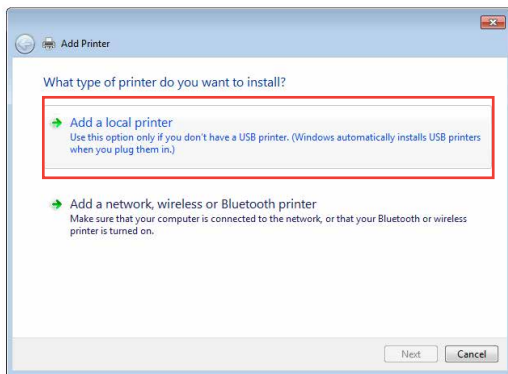 Add Printer
What type of printer do you want to install?
Add a local printer
Use this option only if you don't have a USB printer. (Windows automatically installs USB printers
when you plug them in.)
Add a network, wireless or Bluetooth printer
Make sure that your computer is connected to the network, or that your Bluetooth or wireless
printer is turned on.
Next Cancel